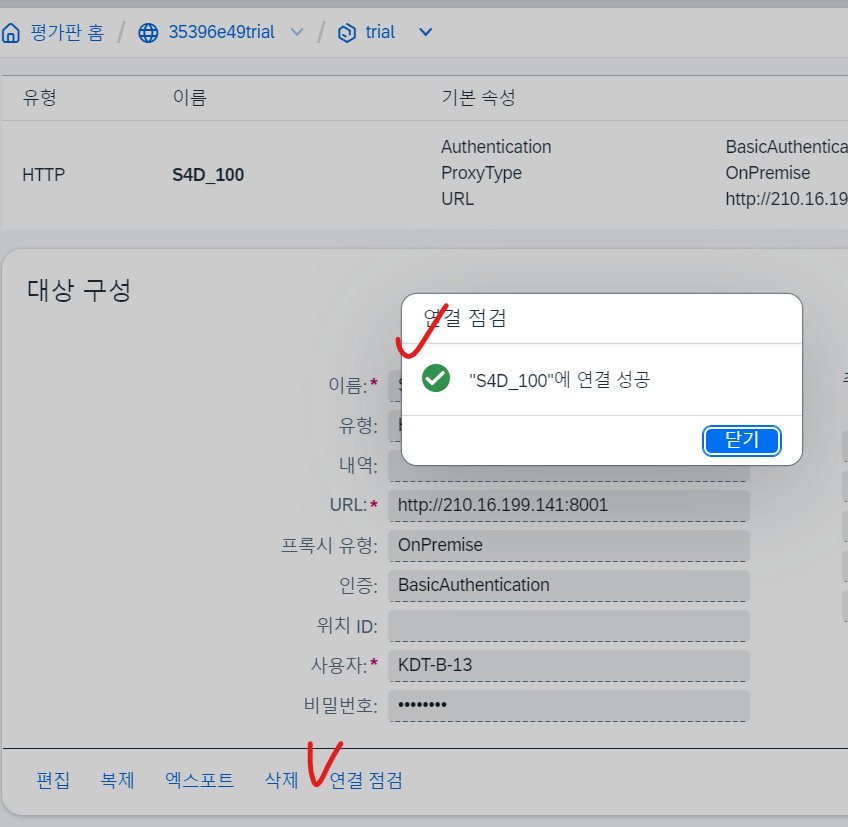 평가판 홈 / 35396e49trial / trial
유형 이름 기본 속성
HTTP S4D_100
Authentication BasicAuthentica
ProxyType OnPremise
URL http://210.16.19
대상 구성
연결 점검
"S4D_100"에 연결 성공
닫기
이름:*
유형:
내역:
URL:* http://210.16.199.141:8001
프록시 유형: OnPremise
인증: BasicAuthentication
위치 ID:
사용자:* KDT-B-13
비밀번호: ••••••••
편집 복제 엑스포트 삭제 연결 점검